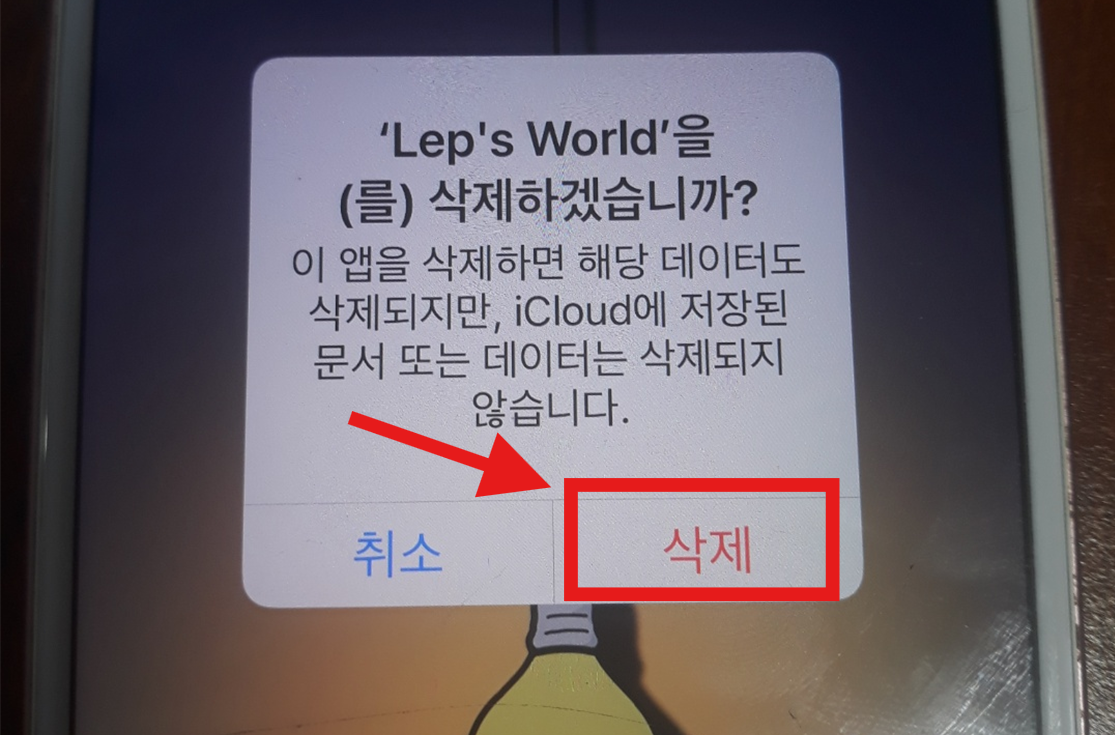 ‘Lep's World’을
(를) 삭제하겠습니까?
이 앱을 삭제하면 해당 데이터도
삭제되지만, iCloud에 저장된
문서 또는 데이터는 삭제되지
않습니다.
취소
삭제